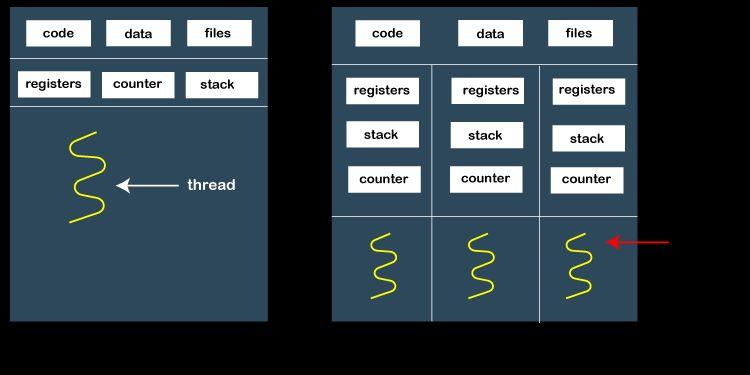 code data files
registers counter stack
thread
code data files
registers registers registers
stack stack stack
counter counter counter